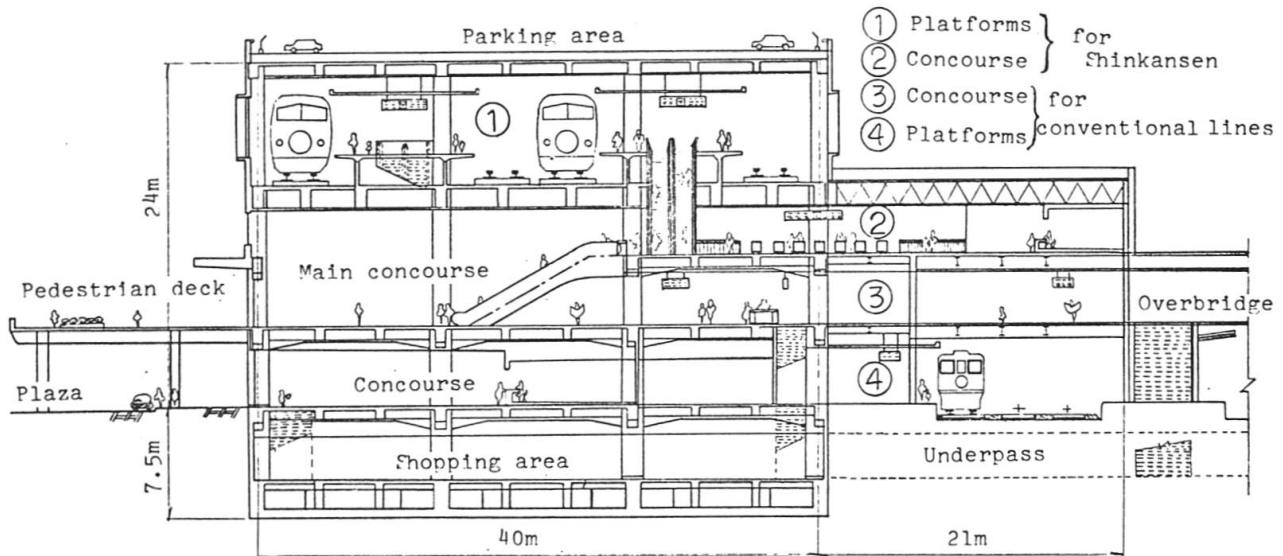 Parking area
① Platforms
② Concourse
for
Shinkansen
③ Concourse
④ Platforms
for
conventional lines
①
24m
②
Main concourse
Pedestrian deck
③
Overbridge
Plaza
Concourse
④
7.5m
Shopping area
Underpass
40m
21m